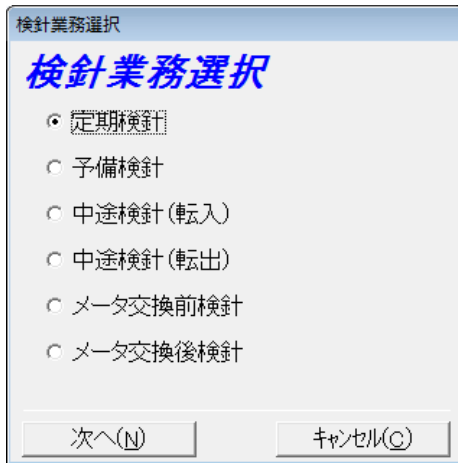 検針業務選択
検針業務選択
定期検針
予備検針
中途検針(転入)
中途検針(転出)
メータ交換前検針
メータ交換後検針
次へ(N)
キャンセル(C)